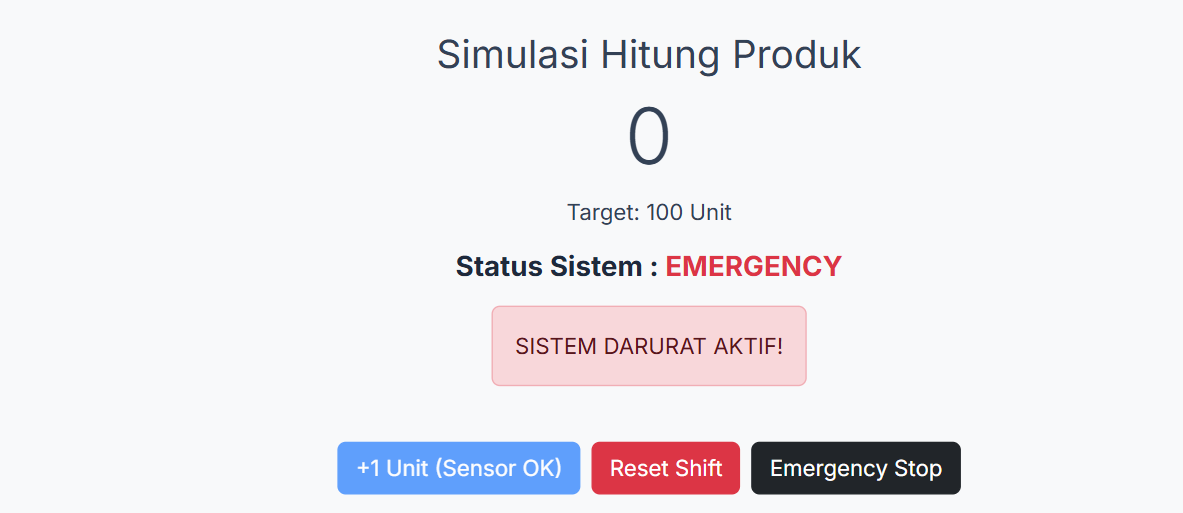 Simulasi Hitung Produk
0
Target: 100 Unit
Status Sistem : EMERGENCY
SISTEM DARURAT AKTIF!
+1 Unit (Sensor OK) Reset Shift Emergency Stop